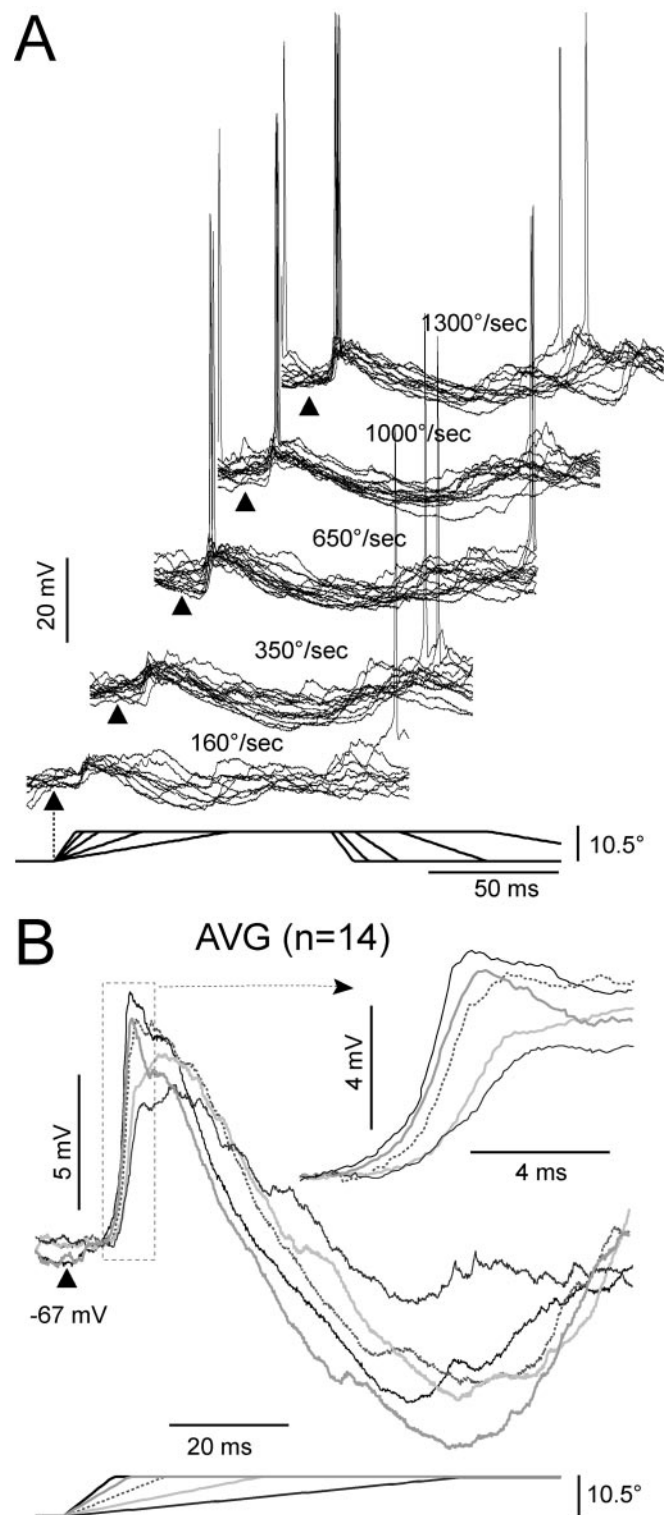 A
1300°/sec
1000°/sec
650°/sec
20 mV
350°/sec
160°/sec
10.5°
50 ms
B
AVG (n=14)
4 mV
5 mV
4 ms
-67 mV
20 ms
10.5°